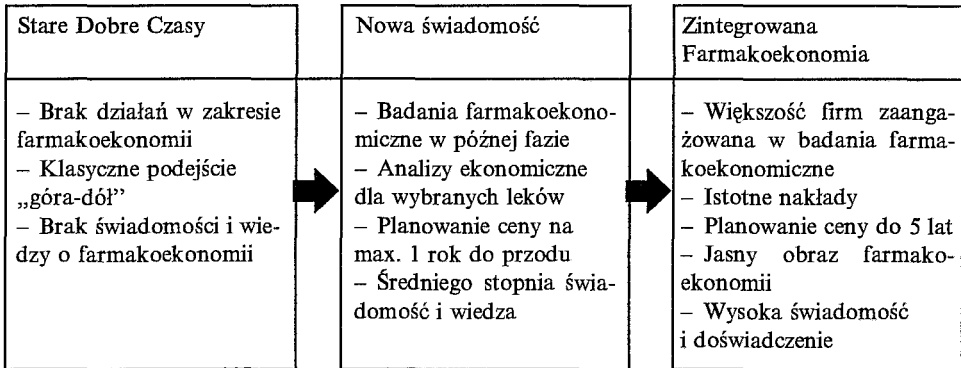 Stare Dobre Czasy
– Brak działań w zakresie
farmakoekonomii
– Klasyczne podejście
„góra-dół”
– Brak świadomości i wie-
dzy o farmakoekonomii
Nowa świadomość
– Badania farmakoekono-
miczne w późnej fazie
– Analizy ekonomiczne
dla wybranych leków
– Planowanie ceny na
max. 1 rok do przodu
– Średniego stopnia świa-
domość i wiedza
Zintegrowana
Farmakoekonomia
– Większość firm zaanga-
żowana w badania farma-
koekonomiczne
– Istotne nakłady
– Planowanie ceny do 5 lat
– Jasny obraz farmako-
ekonomii
– Wysoka świadomość
i doświadczenie